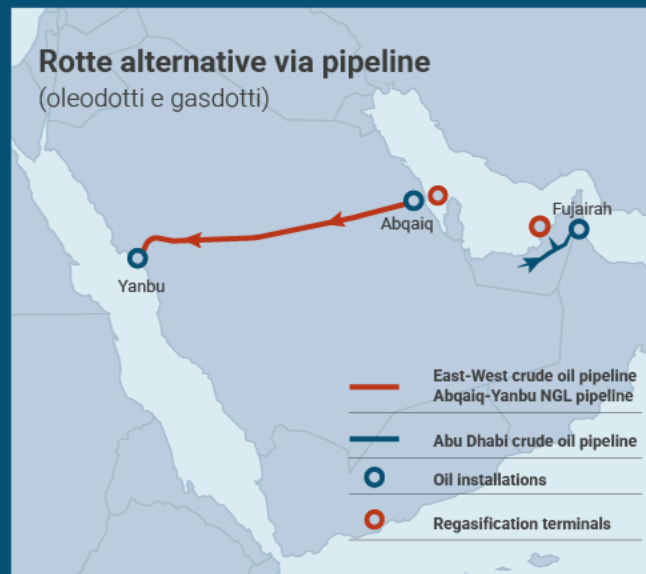 Rotte alternative via pipeline
(oleodotti e gasdotti)
Fujairah
Abqaiq
Yanbu
East-West crude oil pipeline
Abqaiq-Yanbu NGL pipeline
Abu Dhabi crude oil pipeline
Oil installations
Regasification terminals